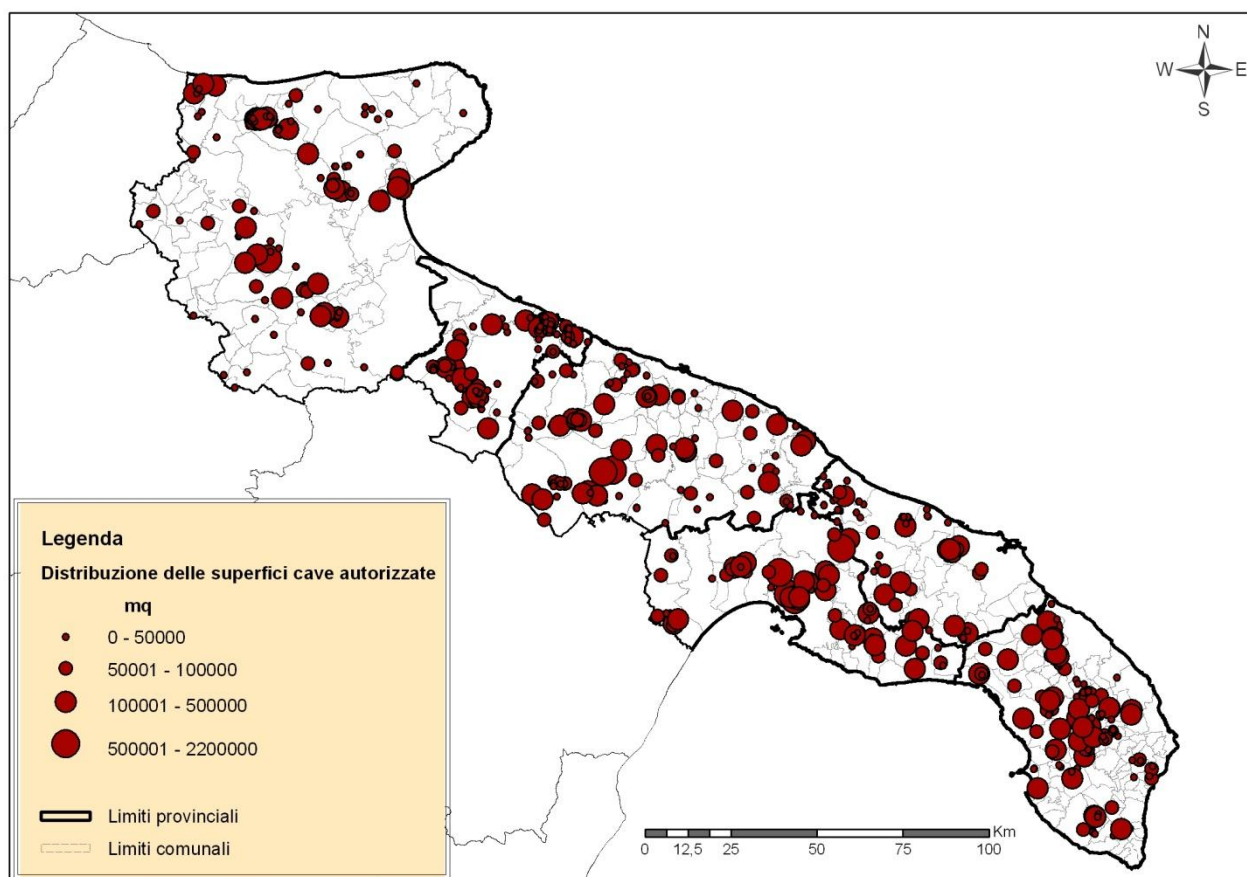 N
W E
S
Legenda
Distribuzione delle superfici cave autorizzate
mq
0 - 50000
50001 - 100000
100001 - 500000
500001 - 2200000
Limiti provinciali
Limiti comunali
Km
0 12,5 25 50 75 100